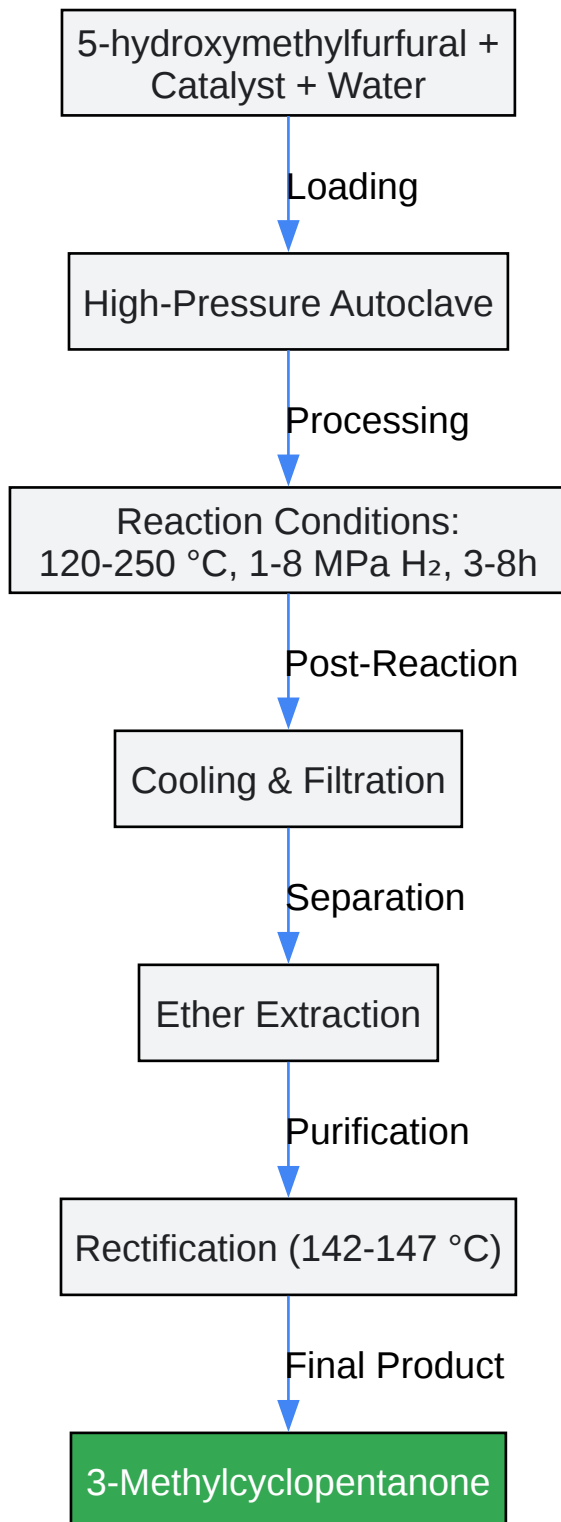 5-hydroxymethylfurfural +
Catalyst + Water
Loading
High-Pressure Autoclave
Processing
Reaction Conditions:
120-250 °C, 1-8 MPa H₂, 3-8h
Post-Reaction
Cooling & Filtration
Separation
Ether Extraction
Purification
Rectification (142-147 °C)
Final Product
3-Methylcyclopentanone